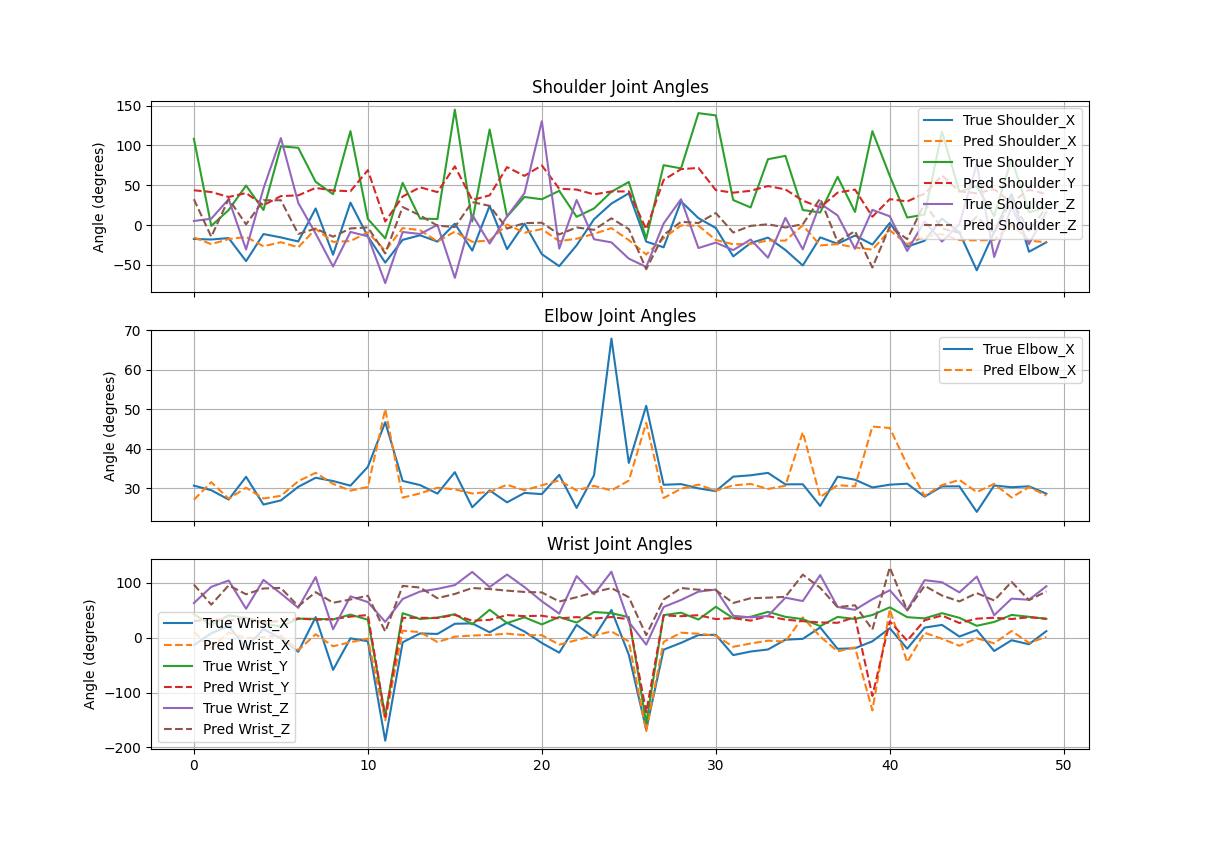 Shoulder Joint Angles
150
100
50
0
−50
Angle (degrees)
True Shoulder_X
Pred Shoulder_X
True Shoulder_Y
Pred Shoulder_Y
True Shoulder_Z
Pred Shoulder_Z
Elbow Joint Angles
70
60
50
40
30
Angle (degrees)
True Elbow_X
Pred Elbow_X
Wrist Joint Angles
100
0
−100
−200
Angle (degrees)
True Wrist_X
Pred Wrist_X
True Wrist_Y
Pred Wrist_Y
True Wrist_Z
Pred Wrist_Z
0 10 20 30 40 50